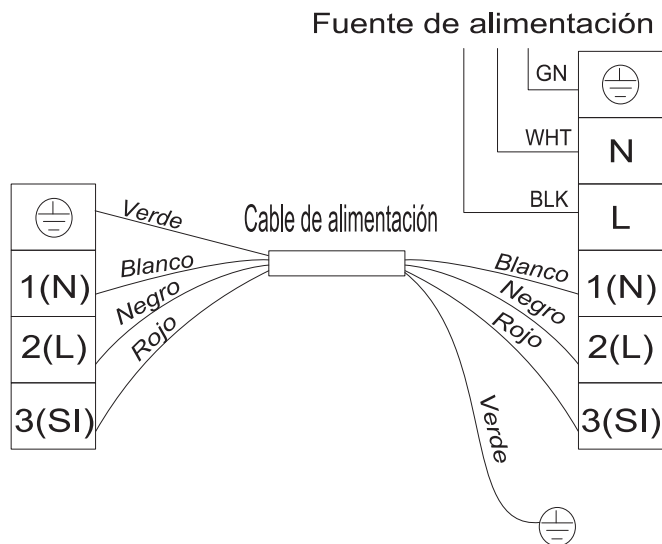 Fuente de alimentación
GN
WHT
N
BLK
L
Verde
Cable de alimentación
Blanco
Blanco
1(N)
1(N)
Negro
Negro
2(L)
Rojo
Rojo
2(L)
3(SI)
Verde
3(SI)